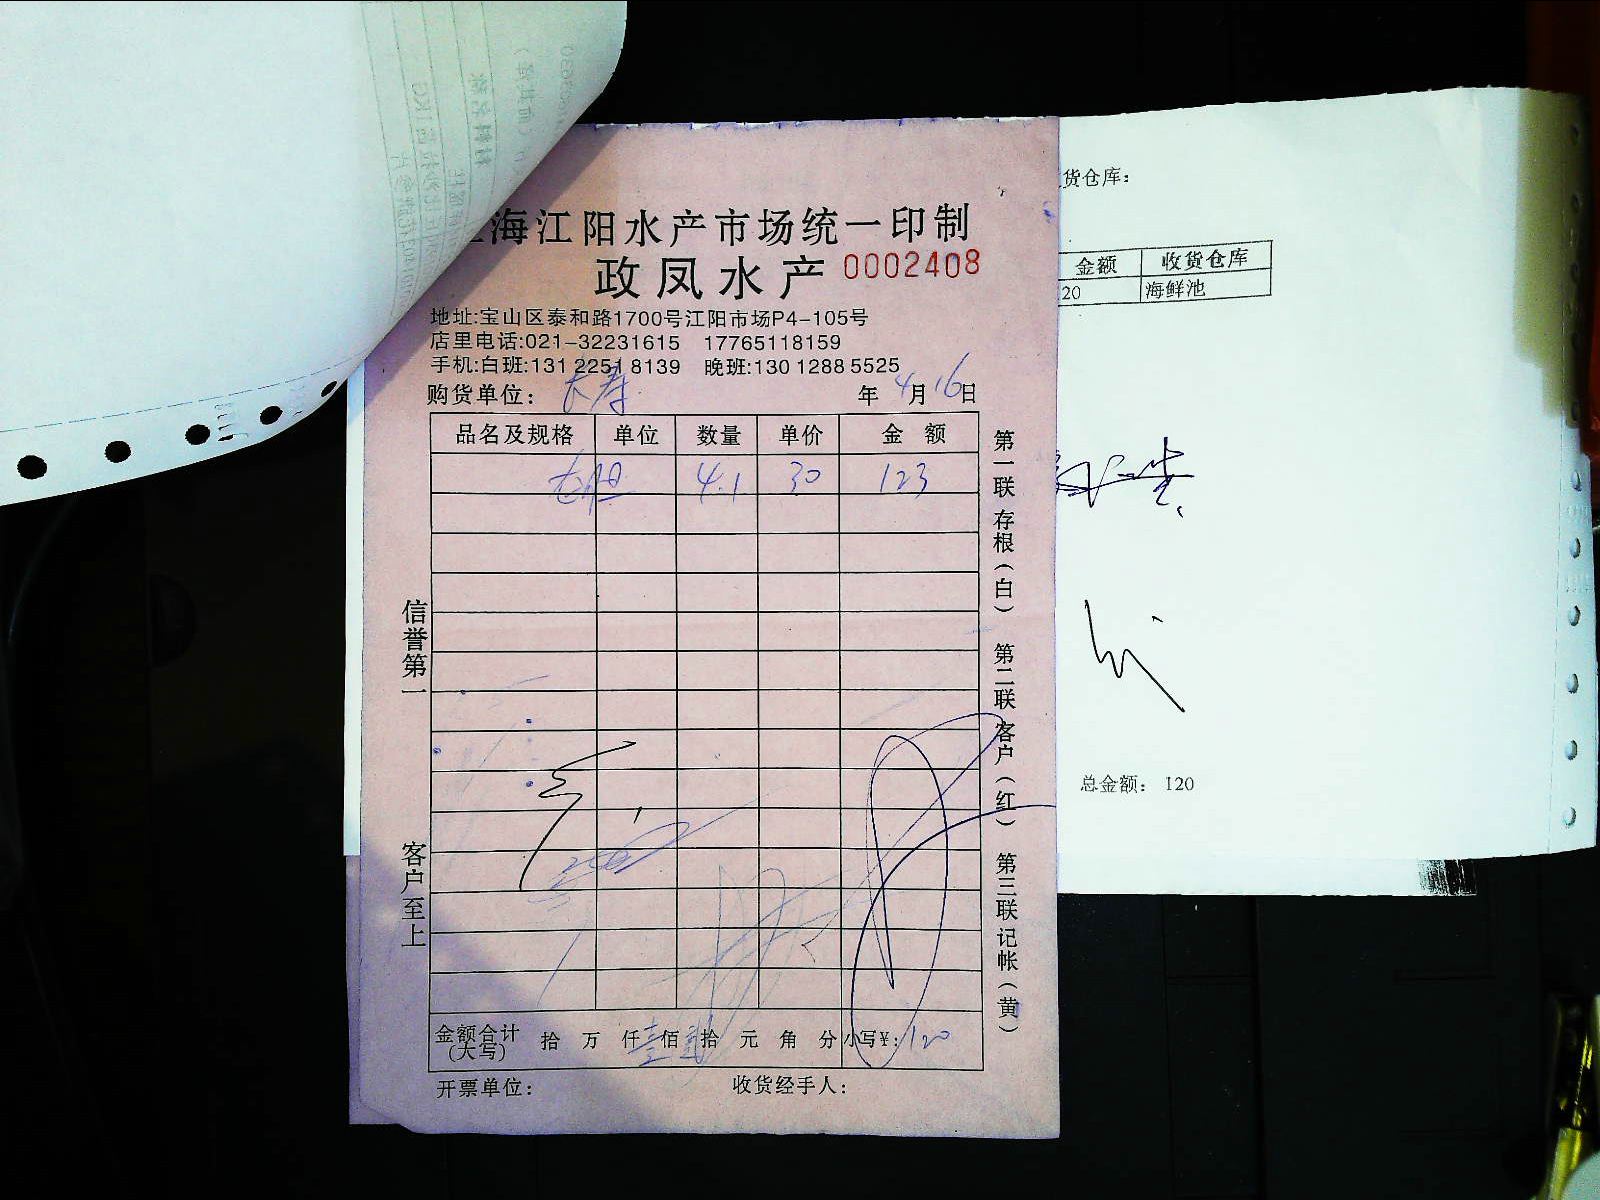 海江阳水产市场统一印制
政凤水产 0002408
地址:宝山区泰和路1700号江阳市场P4-105号
店里电话:021-32231615 17765118159
手机:白班:131 2251 8139 晚班:130 1288 5525
购货单位: 长寿 年 4月 16日
品名及规格 单位 数量 单价 金 额
4.1 30 123
信誉第一
客户至上
第一联 存根(白) 第二联 客户(红) 第三联 记帐(黄)
金额合计(大写) 拾 万 仟 壹佰 贰拾 元 角 分 小写¥: 120
开票单位: 收货经手人:
货仓库:
金额 收货仓库
20 海鲜池
总金额: 120